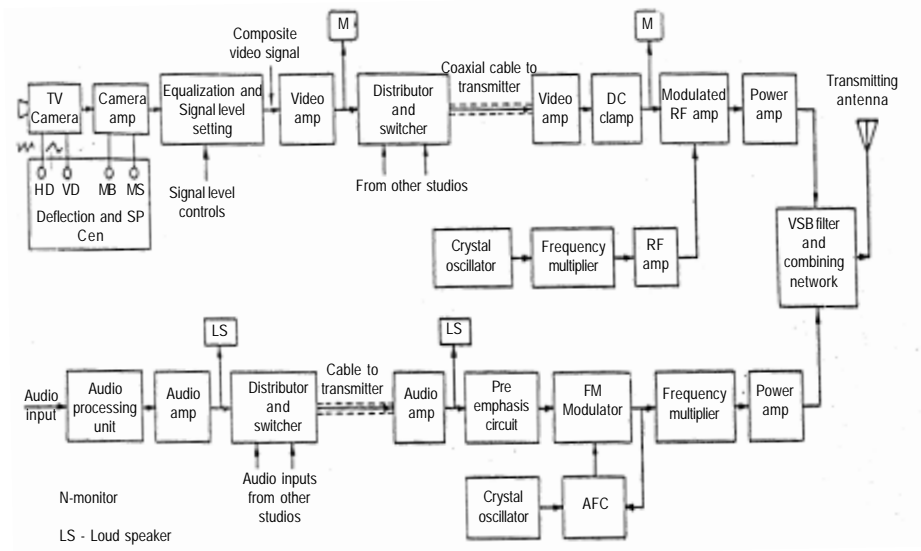 M
M
Composite
video signal
Coaxial cable to
transmitter
Transmitting
antenna
TV
Camera
Camera
amp
Equalization and
Signal level
setting
Video
amp
Distributor
and
switcher
Video
amp
DC
clamp
Modulated
RF amp
Power
amp
HD VD MB MS
Deflection and SP
Cen
Signal level
controls
From other studios
Crystal
oscillator
Frequency
multiplier
RF
amp
VSB filter
and
combining
network
LS
LS
Audio
input
Audio
processing
unit
Audio
amp
Distributor
and
switcher
Cable to
transmitter
Audio
amp
Pre
emphasis
circuit
FM
Modulator
Frequency
multiplier
Power
amp
Audio inputs
from other
studios
Crystal
oscillator
AFC
N-monitor
LS - Loud speaker